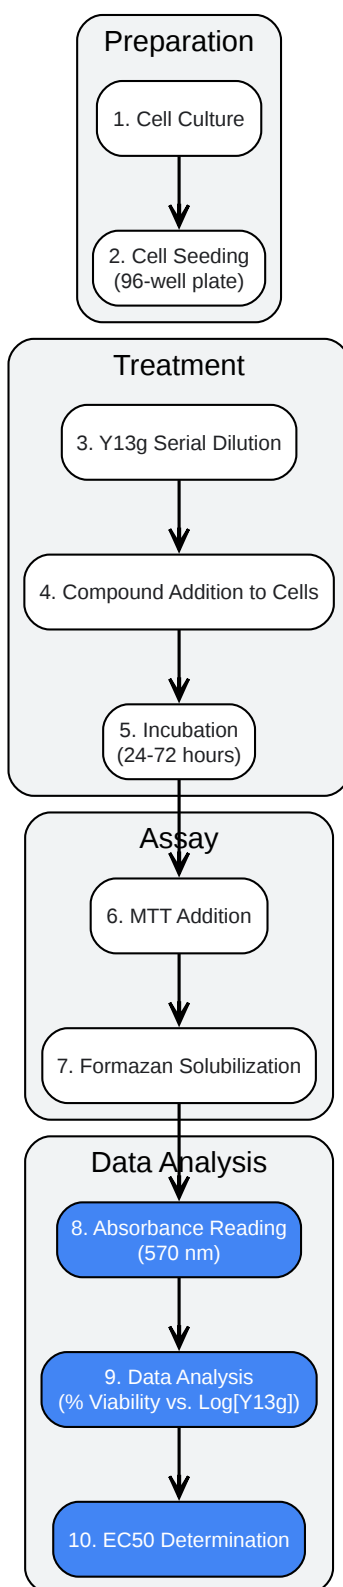 Preparation
1. Cell Culture
2. Cell Seeding
(96-well plate)
Treatment
3. Y13g Serial Dilution
4. Compound Addition to Cells
5. Incubation
(24-72 hours)
Assay
6. MTT Addition
7. Formazan Solubilization
Data Analysis
8. Absorbance Reading
(570 nm)
9. Data Analysis
(% Viability vs. Log[Y13g])
10. EC50 Determination